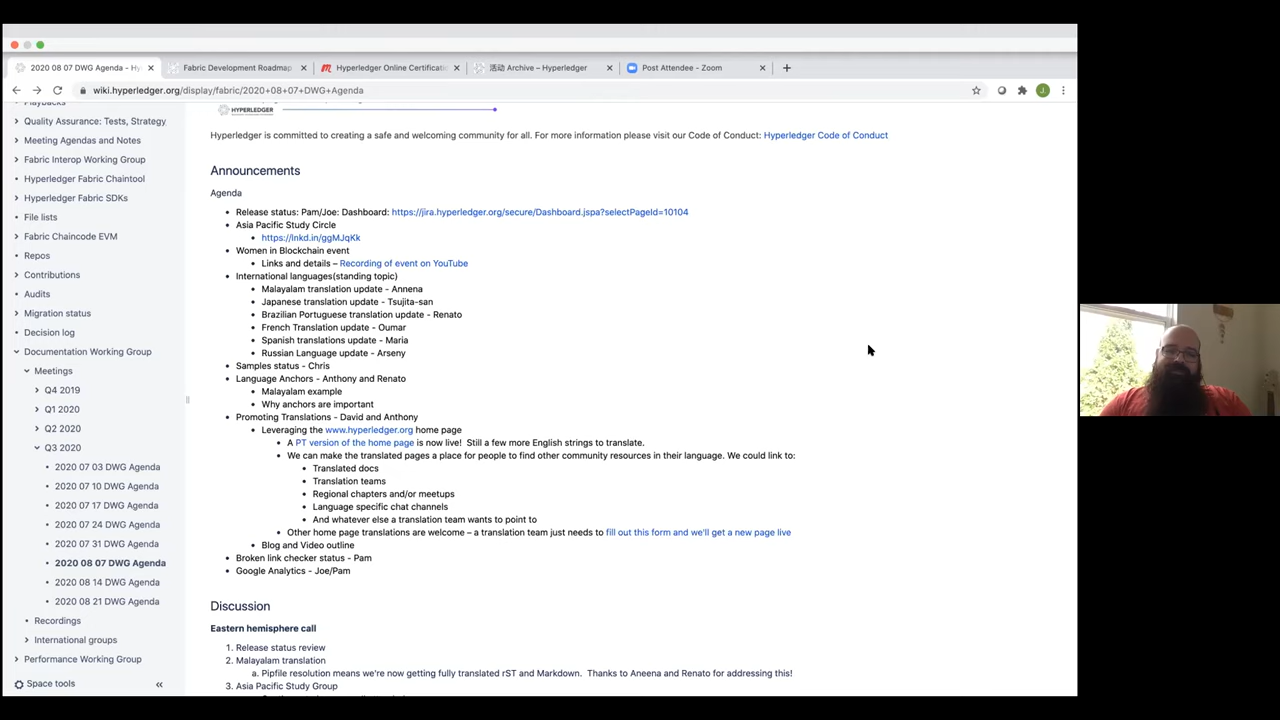 2020 08 07 DWG Agenda - Hy
Fabric Development Roadmap
Hyperledger Online Certificati
活动 Archive – Hyperledger
Post Attendee - Zoom
wiki.hyperledger.org/display/fabric/2020+08+07+DWG+Agenda
J
Playbacks
Quality Assurance: Tests, Strategy
Meeting Agendas and Notes
Fabric Interop Working Group
Hyperledger Fabric Chaintool
Hyperledger Fabric SDKs
File lists
Fabric Chaincode EVM
Repos
Contributions
Audits
Migration status
Decision log
Documentation Working Group
Meetings
Q4 2019
Q1 2020
Q2 2020
Q3 2020
2020 07 03 DWG Agenda
2020 07 10 DWG Agenda
2020 07 17 DWG Agenda
2020 07 24 DWG Agenda
2020 07 31 DWG Agenda
2020 08 07 DWG Agenda
2020 08 14 DWG Agenda
2020 08 21 DWG Agenda
Recordings
International groups
Performance Working Group
Space tools
HYPERLEDGER
Hyperledger is committed to creating a safe and welcoming community for all. For more information please visit our Code of Conduct: Hyperledger Code of Conduct
Announcements
Agenda
• Release status: Pam/Joe: Dashboard: https://jira.hyperledger.org/secure/Dashboard.jspa?selectPageId=10104
• Asia Pacific Study Circle
• https://lnkd.in/ggMJqKk
• Women in Blockchain event
• Links and details – Recording of event on YouTube
• International languages(standing topic)
• Malayalam translation update - Annena
• Japanese translation update - Tsujita-san
• Brazilian Portuguese translation update - Renato
• French Translation update - Oumar
• Spanish translations update - Maria
• Russian Language update - Arseny
• Samples status - Chris
• Language Anchors - Anthony and Renato
• Malayalam example
• Why anchors are important
• Promoting Translations - David and Anthony
• Leveraging the www.hyperledger.org home page
• A PT version of the home page is now live! Still a few more English strings to translate.
• We can make the translated pages a place for people to find other community resources in their language. We could link to:
• Translated docs
• Translation teams
• Regional chapters and/or meetups
• Language specific chat channels
• And whatever else a translation team wants to point to
• Other home page translations are welcome – a translation team just needs to fill out this form and we'll get a new page live
• Blog and Video outline
• Broken link checker status - Pam
• Google Analytics - Joe/Pam
Discussion
Eastern hemisphere call
1. Release status review
2. Malayalam translation
a. Pipfile resolution means we're now getting fully translated rST and Markdown. Thanks to Aneena and Renato for addressing this!
3. Asia Pacific Study Group